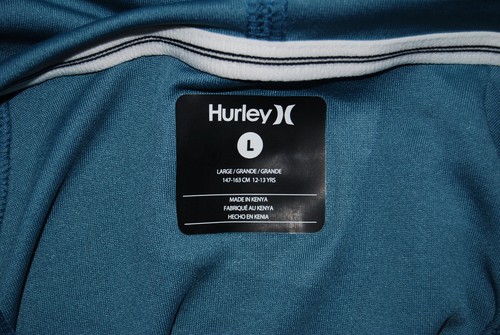 Hurley
L
LARGE / GRANDE / GRANDE
147-163 CM 12-13 YRS
MADE IN KENYA
FABRIQUÉ AU KENYA
HECHO EN KENIA